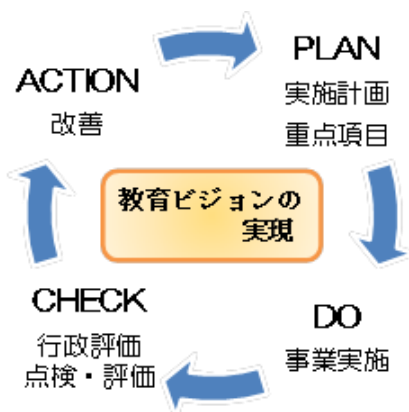 PLAN
実施計画
重点項目
DO
事業実施
CHECK
行政評価
点検・評価
ACTION
改善
教育ビジョンの
実現